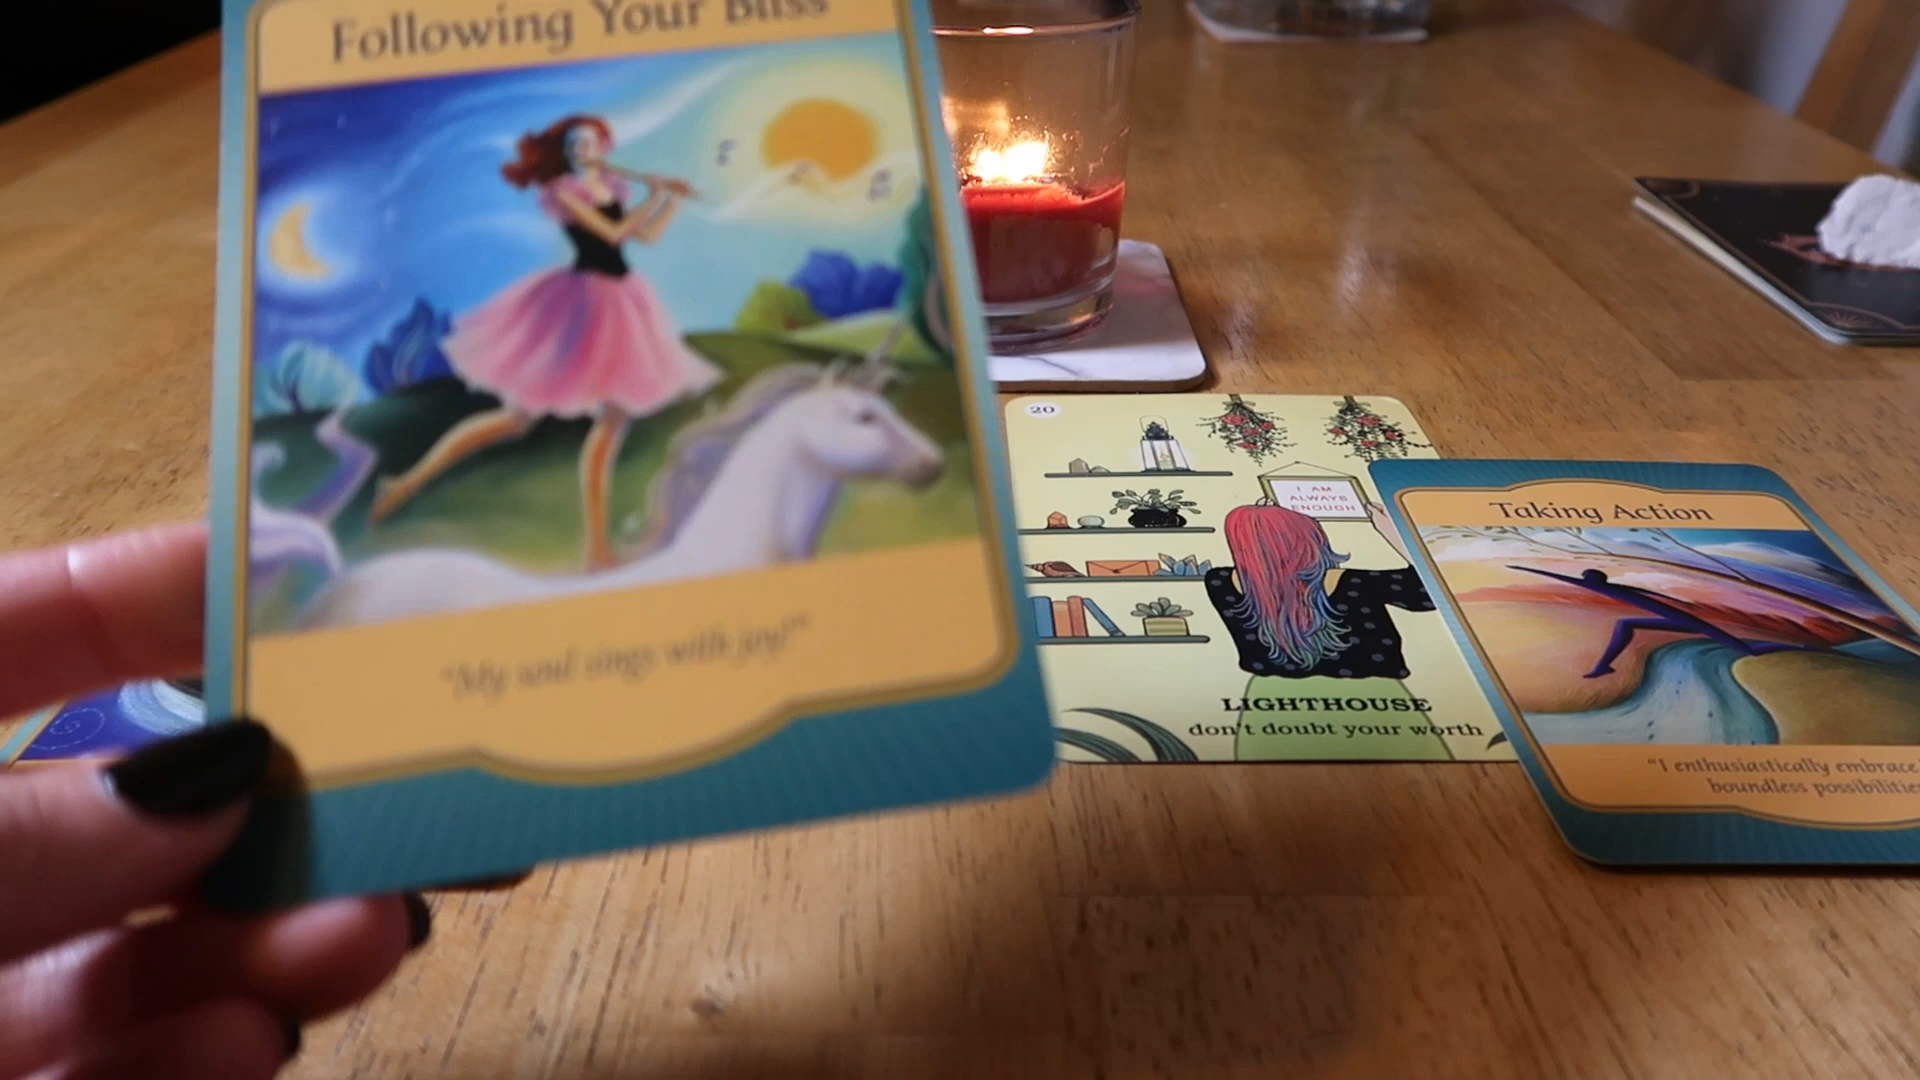 Following Your Bliss
"My soul sings with joy!"
20
I AM
ALWAYS
ENOUGH
LIGHTHOUSE
don't doubt your worth
Taking Action
"I enthusiastically embrace
boundless possibilities